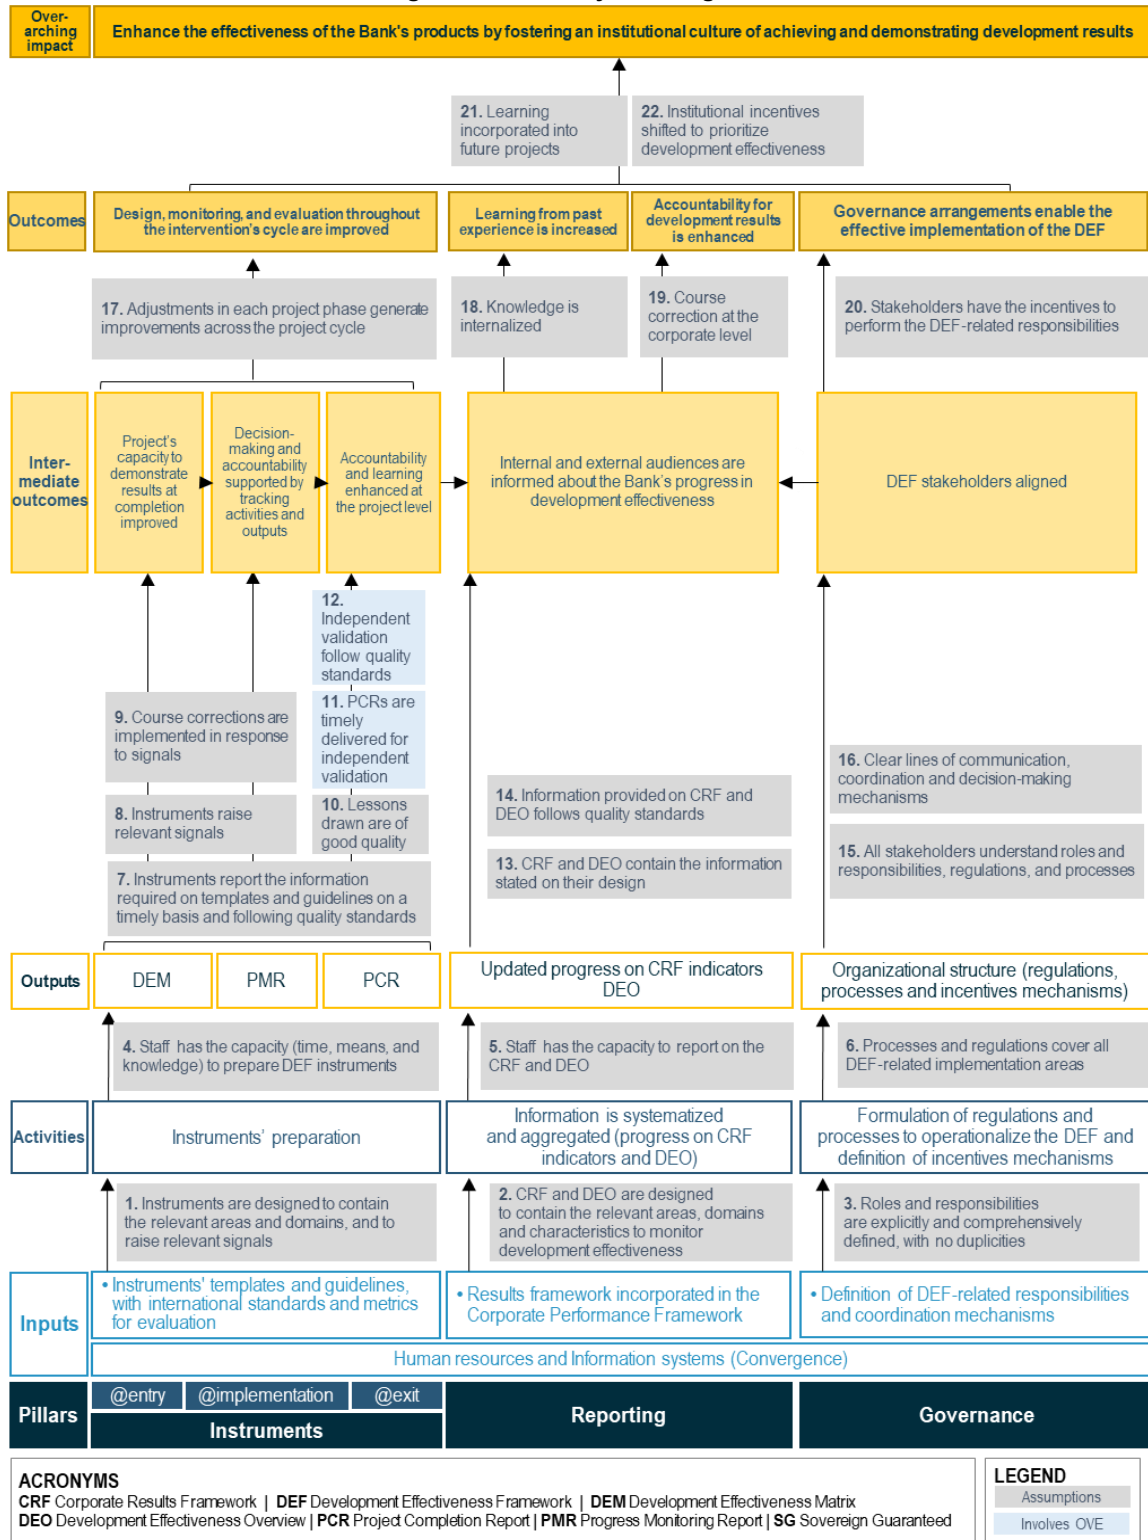 Over-
arching
impact
Enhance the effectiveness of the Bank's products by fostering an institutional culture of achieving and demonstrating development results
21. Learning
incorporated into
future projects
22. Institutional incentives
shifted to prioritize
development effectiveness
Outcomes
Design, monitoring, and evaluation throughout
the intervention's cycle are improved
Learning from past
experience is increased
Accountability for
development results
is enhanced
Governance arrangements enable the
effective implementation of the DEF
17. Adjustments in each project phase generate
improvements across the project cycle
18. Knowledge is
internalized
19. Course
correction at the
corporate level
20. Stakeholders have the incentives to
perform the DEF-related responsibilities
Inter-
mediate
outcomes
Project's
capacity to
demonstrate
results at
completion
improved
Decision-
making and
accountability
supported by
tracking
activities and
outputs
Accountability
and learning
enhanced at
the project level
Internal and external audiences are
informed about the Bank's progress in
development effectiveness
DEF stakeholders aligned
12.
Independent
validation
follow quality
standards
9. Course corrections are
implemented in response
to signals
11. PCRs are
timely
delivered for
independent
validation
8. Instruments raise
relevant signals
10. Lessons
drawn are of
good quality
7. Instruments report the information
required on templates and guidelines on a
timely basis and following quality standards
14. Information provided on CRF and
DEO follows quality standards
13. CRF and DEO contain the information
stated on their design
16. Clear lines of communication,
coordination and decision-making
mechanisms
15. All stakeholders understand roles and
responsibilities, regulations, and processes
Outputs
DEM
PMR
PCR
Updated progress on CRF indicators
DEO
Organizational structure (regulations,
processes and incentives mechanisms)
4. Staff has the capacity (time, means, and
knowledge) to prepare DEF instruments
5. Staff has the capacity to report on the
CRF and DEO
6. Processes and regulations cover all
DEF-related implementation areas
Activities
Instruments' preparation
Information is systematized
and aggregated (progress on CRF
indicators and DEO)
Formulation of regulations and
processes to operationalize the DEF and
definition of incentives mechanisms
1. Instruments are designed to contain
the relevant areas and domains, and to
raise relevant signals
2. CRF and DEO are designed
to contain the relevant areas, domains
and characteristics to monitor
development effectiveness
3. Roles and responsibilities
are explicitly and comprehensively
defined, with no duplicities
Inputs
• Instruments' templates and guidelines,
with international standards and metrics
for evaluation
• Results framework incorporated in the
Corporate Performance Framework
• Definition of DEF-related responsibilities
and coordination mechanisms
Human resources and Information systems (Convergence)
Pillars
@entry
@implementation
@exit
Instruments
Reporting
Governance
ACRONYMS
CRF Corporate Results Framework | DEF Development Effectiveness Framework | DEM Development Effectiveness Matrix
DEO Development Effectiveness Overview | PCR Project Completion Report | PMR Progress Monitoring Report | SG Sovereign Guaranteed
LEGEND
Assumptions
Involves OVE